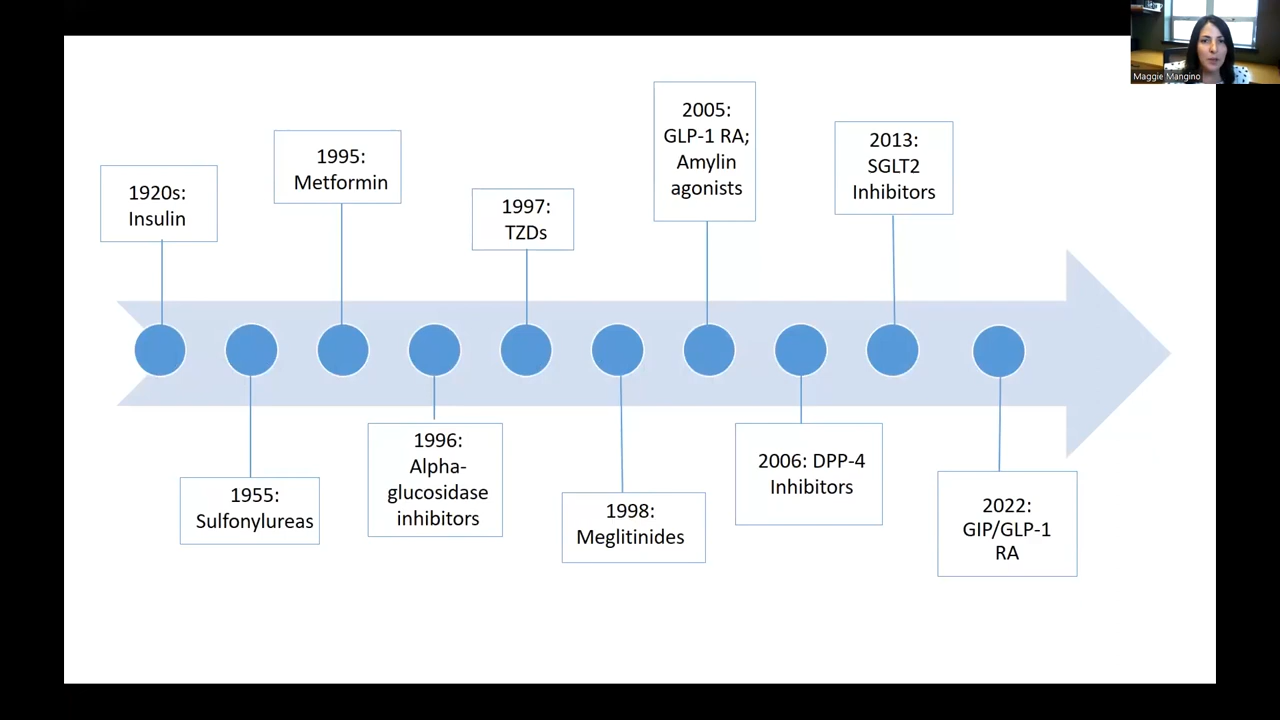 Maggie Mangino
1920s:
Insulin
1955:
Sulfonylureas
1995:
Metformin
1996:
Alpha-
glucosidase
inhibitors
1997:
TZDs
1998:
Meglitinides
2005:
GLP-1 RA;
Amylin
agonists
2006: DPP-4
Inhibitors
2013:
SGLT2
Inhibitors
2022:
GIP/GLP-1
RA